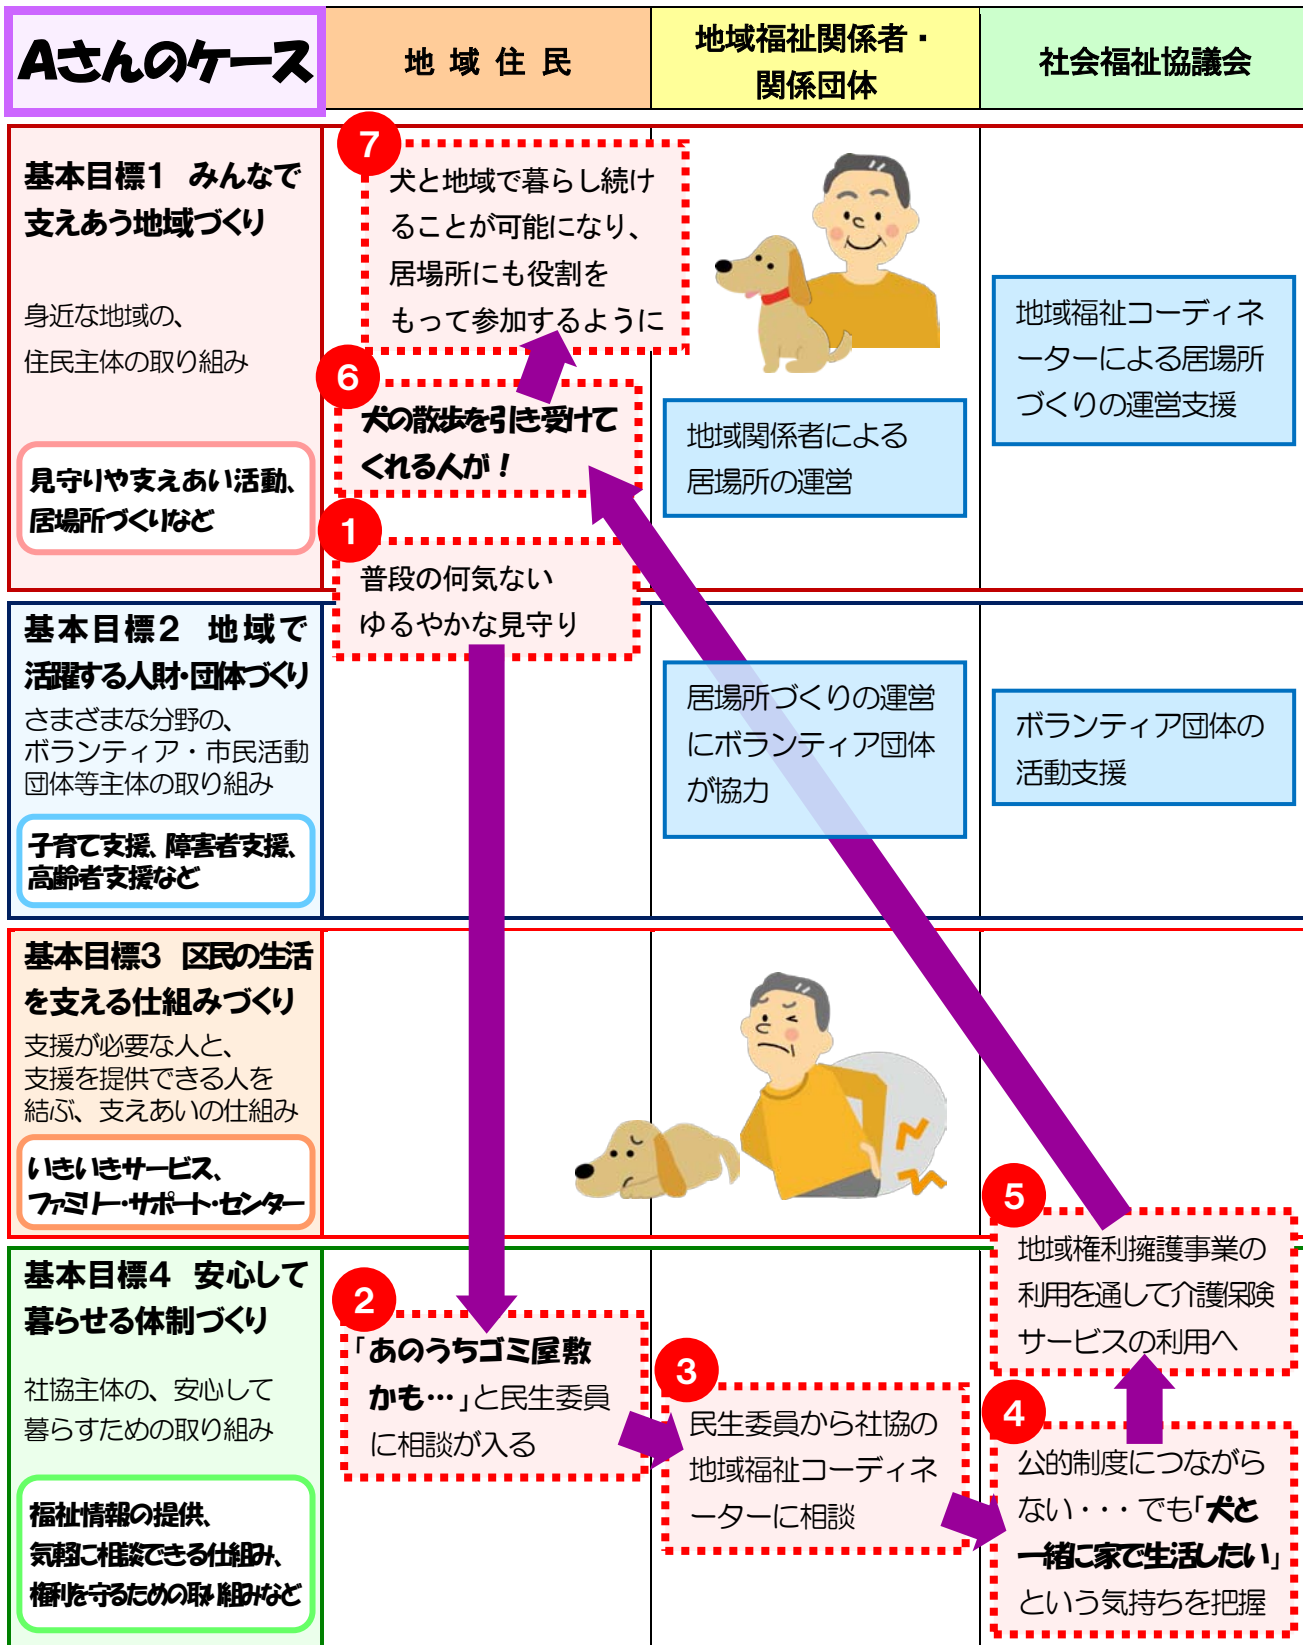 Aさんのケース
地域住民
地域福祉関係者・
関係団体
社会福祉協議会
基本目標1 みんなで
支えあう地域づくり
身近な地域の、
住民主体の取り組み
見守りや支えあい活動、
居場所づくりなど
7
犬と地域で暮らし続け
ることが可能になり、
居場所にも役割を
もって参加するように
6
犬の散歩を引き受けて
くれる人が！
1
普段の何気ない
ゆるやかな見守り
地域関係者による
居場所の運営
地域福祉コーディネ
ーターによる居場所
づくりの運営支援
基本目標2 地域で
活躍する人財・団体づくり
さまざまな分野の、
ボランティア・市民活動
団体等主体の取り組み
子育て支援、障害者支援、
高齢者支援など
居場所づくりの運営
にボランティア団体
が協力
ボランティア団体の
活動支援
基本目標3 区民の生活
を支える仕組みづくり
支援が必要な人と、
支援を提供できる人を
結ぶ、支えあいの仕組み
いきいきサービス、
ファミリー・サポート・センター
基本目標4 安心して
暮らせる体制づくり
社協主体の、安心して
暮らすための取り組み
福祉情報の提供、
気軽に相談できる仕組み、
権利を守るための取り組みなど
2
「あのうちゴミ屋敷
かも…」と民生委員
に相談が入る
3
民生委員から社協の
地域福祉コーディネ
ーターに相談
5
地域権利擁護事業の
利用を通して介護保険
サービスの利用へ
4
公的制度につながら
ない・・・でも「犬と
一緒に家で生活したい」
という気持ちを把握